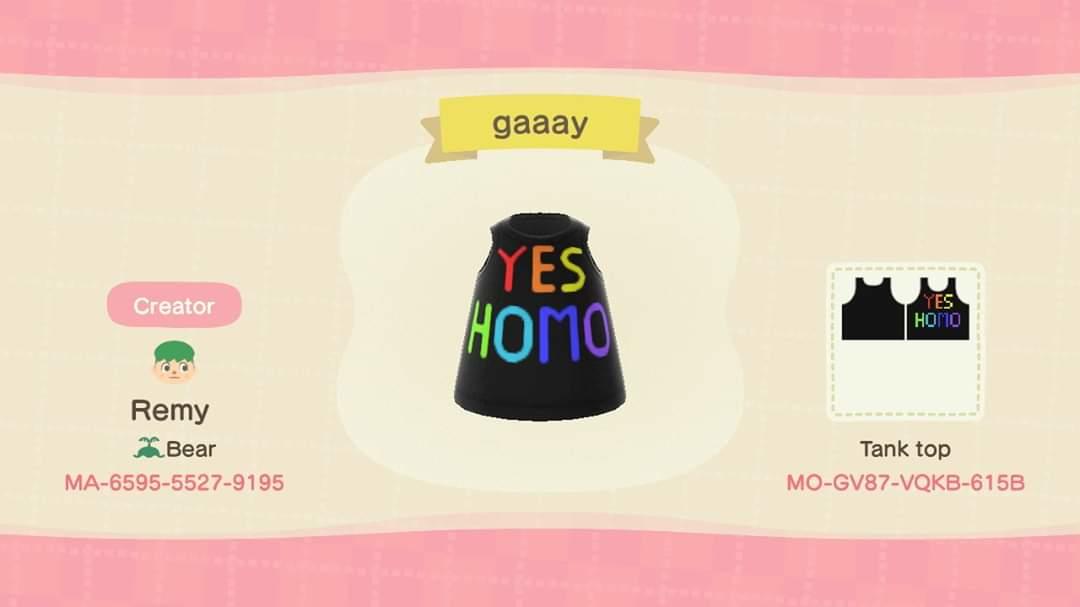 gaaay
YES
HOMO
Creator
Remy
Bear
MA-6595-5527-9195
YES
HOMO
Tank top
MO-GV87-VQKB-615B